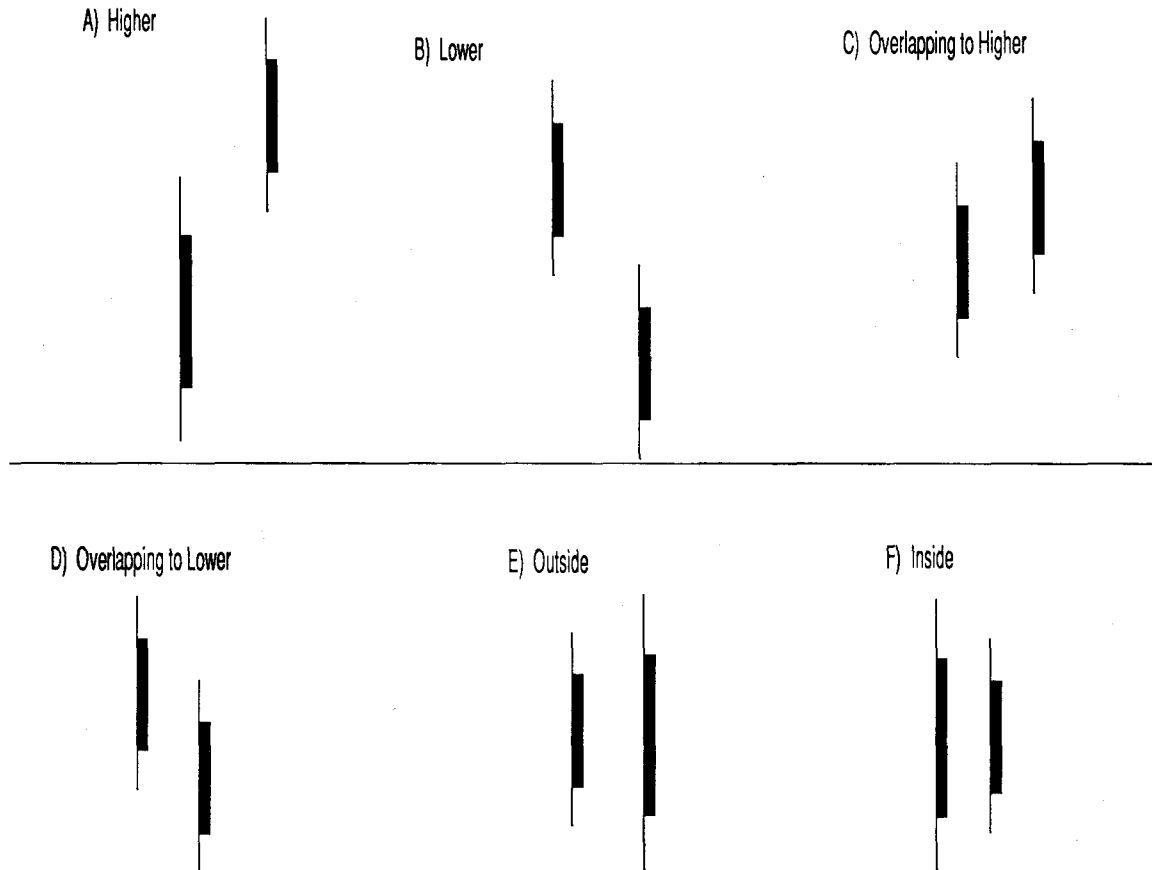 A) Higher
B) Lower
C) Overlapping to Higher
D) Overlapping to Lower
E) Outside
F) Inside